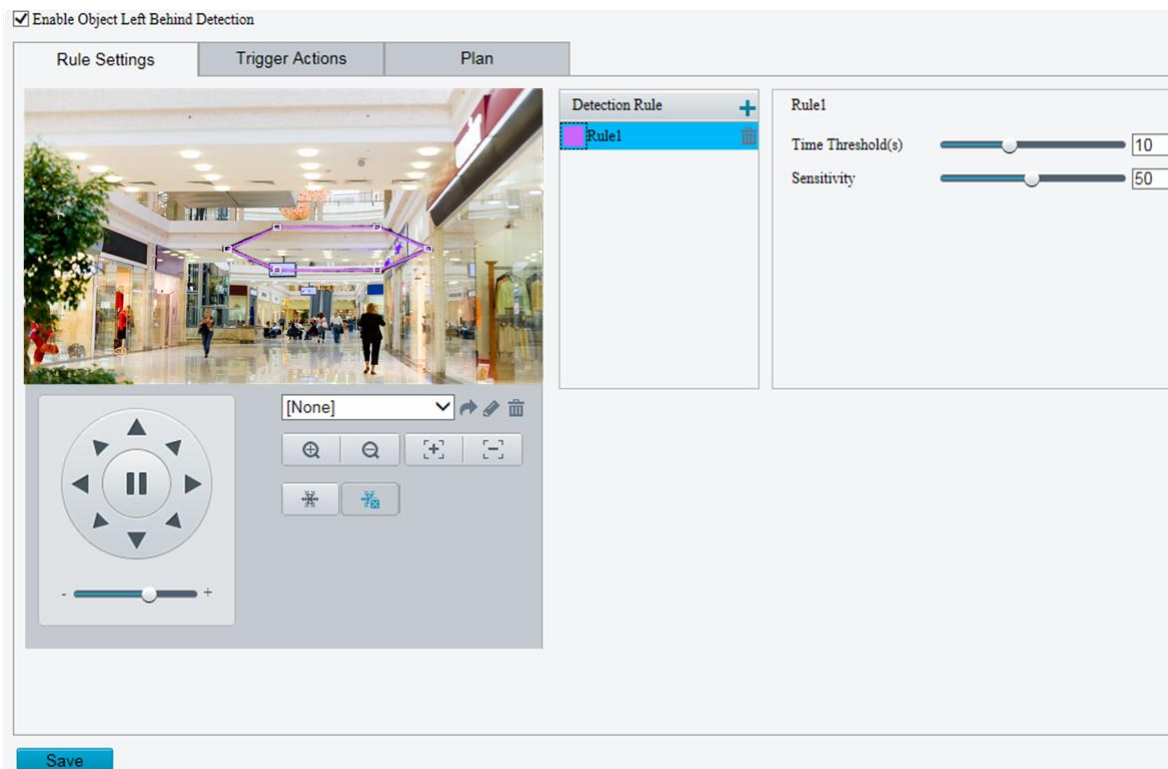 Enable Object Left Behind Detection
Rule Settings
Trigger Actions
Plan
Detection Rule
Rule1
Rule1
Time Threshold(s)
10
Sensitivity
50
[None]
- +
Save